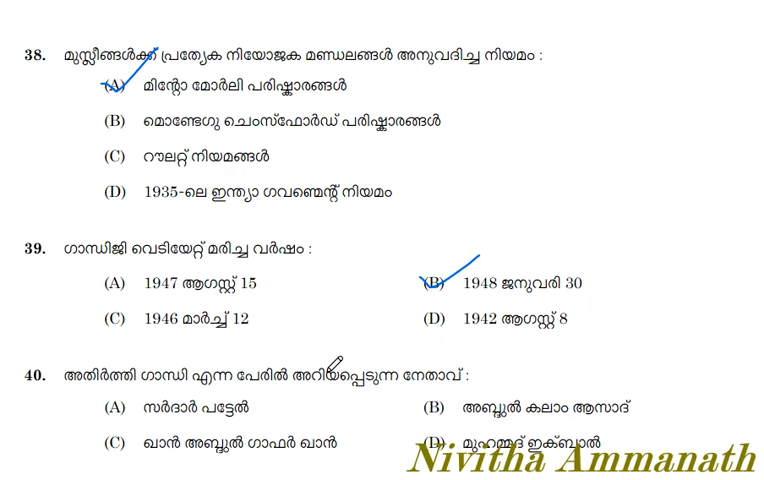 38. മുസ്ലീങ്ങൾക്ക് പ്രത്യേക നിയോജക മണ്ഡലങ്ങൾ അനുവദിച്ച നിയമം :
(A) മിന്റോ മോർലി പരിഷ്കാരങ്ങൾ
(B) മൊണ്ടേഗു ചെംസ്ഫോർഡ് പരിഷ്കാരങ്ങൾ
(C) റൗലറ്റ് നിയമങ്ങൾ
(D) 1935-ലെ ഇന്ത്യാ ഗവണ്മെന്റ് നിയമം
39. ഗാന്ധിജി വെടിയേറ്റ് മരിച്ച വർഷം :
(A) 1947 ആഗസ്റ്റ് 15 (B) 1948 ജനുവരി 30
(C) 1946 മാർച്ച് 12 (D) 1942 ആഗസ്റ്റ് 8
40. അതിർത്തി ഗാന്ധി എന്ന പേരിൽ അറിയപ്പെടുന്ന നേതാവ് :
(A) സർദാർ പട്ടേൽ (B) അബ്ദുൽ കലാം ആസാദ്
(C) ഖാൻ അബ്ദുൽ ഗാഫർ ഖാൻ (D) മുഹമ്മദ് ഇക്ബാൽ
Nivitha Ammanath